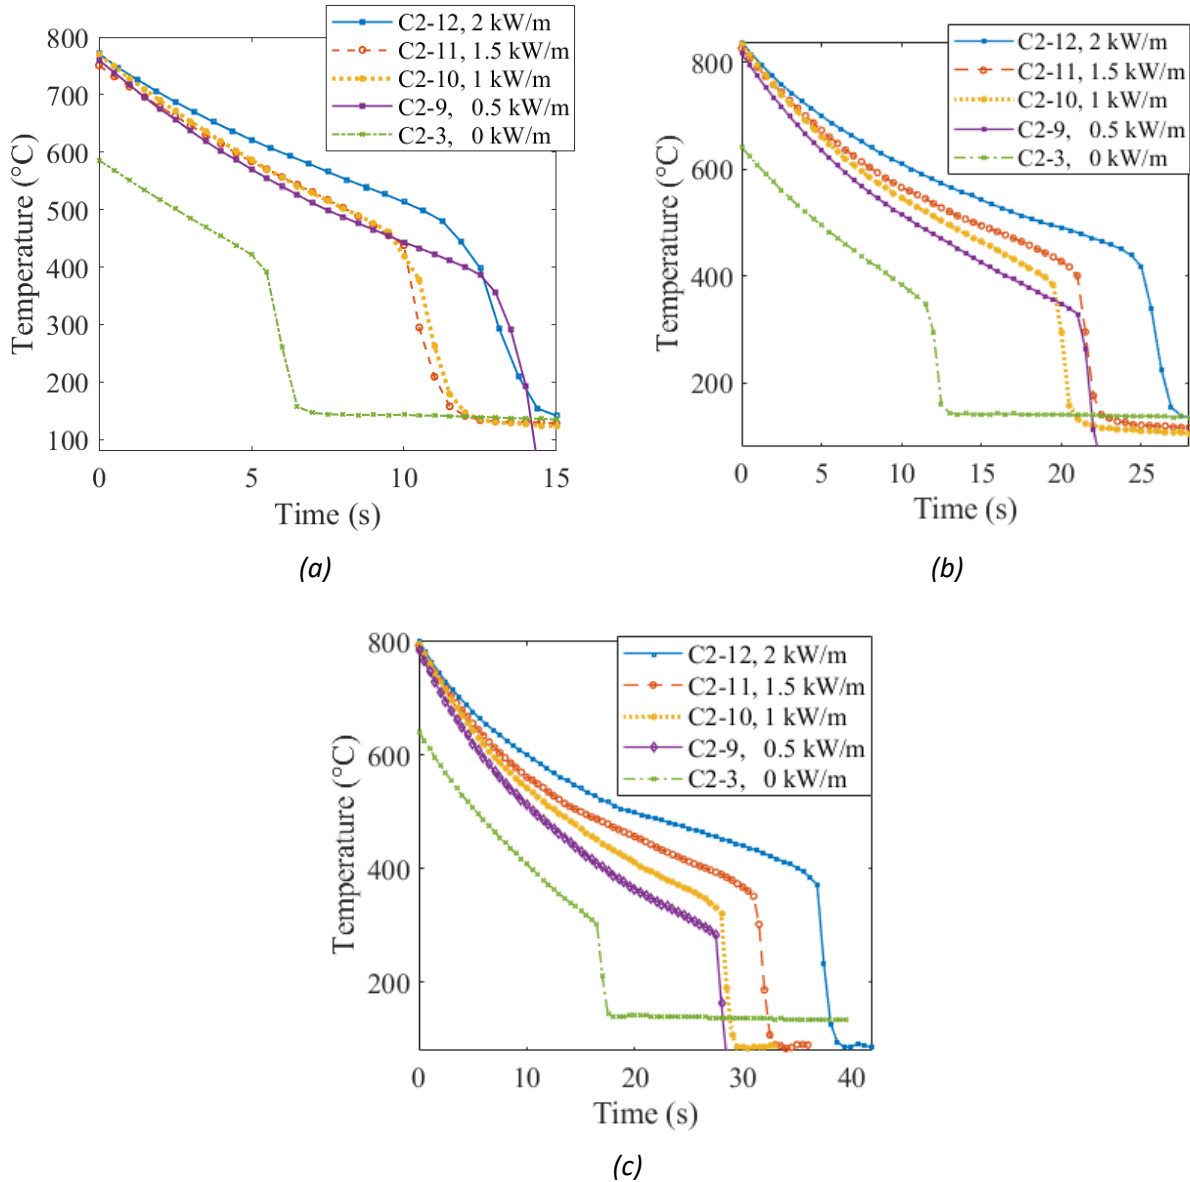 C2-12, 2 kW/m
C2-11, 1.5 kW/m
C2-10, 1 kW/m
C2-9, 0.5 kW/m
C2-3, 0 kW/m
800
700
600
500
400
300
200
100
Temperature (°C)
0 5 10 15
Time (s)
(a)
C2-12, 2 kW/m
C2-11, 1.5 kW/m
C2-10, 1 kW/m
C2-9, 0.5 kW/m
C2-3, 0 kW/m
800
600
400
200
Temperature (°C)
0 5 10 15 20 25
Time (s)
(b)
C2-12, 2 kW/m
C2-11, 1.5 kW/m
C2-10, 1 kW/m
C2-9, 0.5 kW/m
C2-3, 0 kW/m
800
600
400
200
Temperature (°C)
0 10 20 30 40
Time (s)
(c)